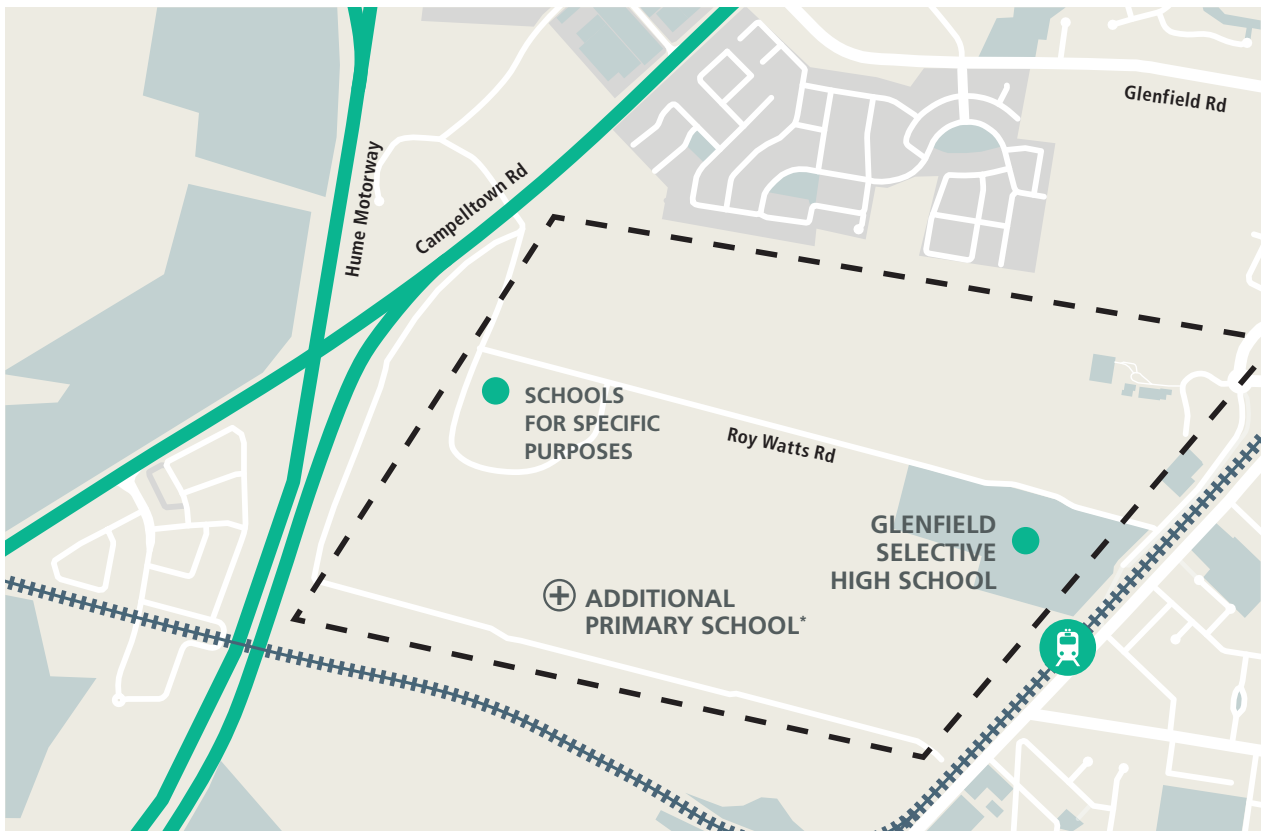 Glenfield Rd
Hume Motorway
Campelltown Rd
SCHOOLS
FOR SPECIFIC
PURPOSES
Roy Watts Rd
GLENFIELD
SELECTIVE
HIGH SCHOOL
ADDITIONAL
PRIMARY SCHOOL*